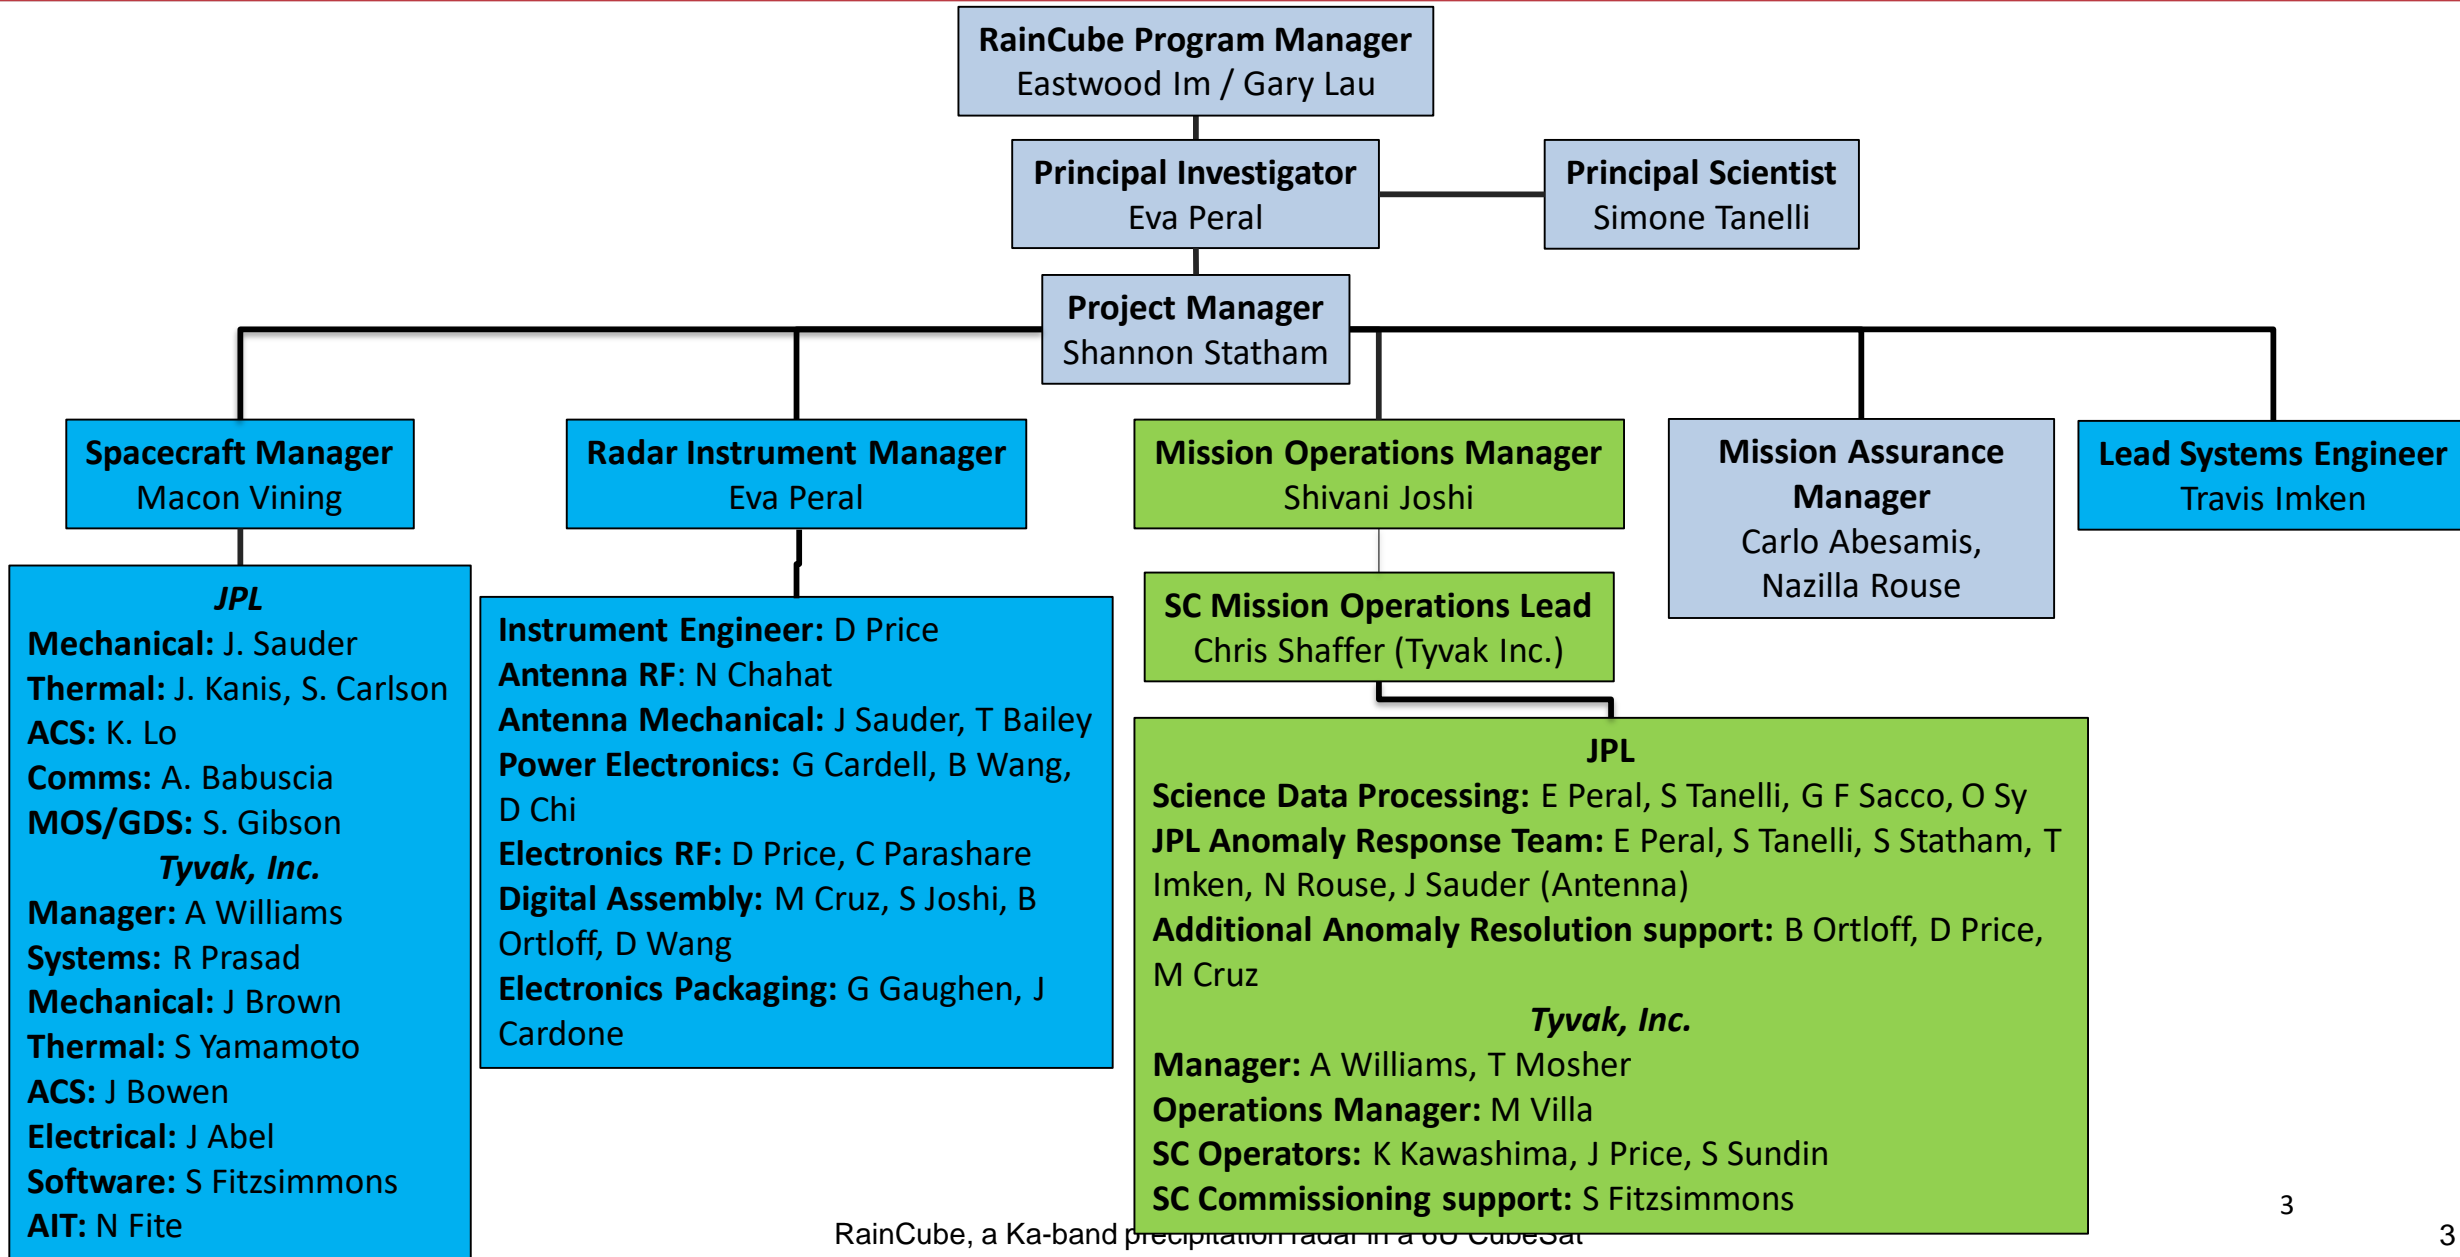 RainCube Program Manager
Eastwood Im / Gary Lau
Principal Investigator
Eva Peral
Principal Scientist
Simone Tanelli
Project Manager
Shannon Statham
Spacecraft Manager
Macon Vining
Radar Instrument Manager
Eva Peral
Mission Operations Manager
Shivani Joshi
Mission Assurance
Manager
Carlo Abesamis,
Nazilla Rouse
Lead Systems Engineer
Travis Imken
JPL
Mechanical: J. Sauder
Thermal: J. Kanis, S. Carlson
ACS: K. Lo
Comms: A. Babuscia
MOS/GDS: S. Gibson
Tyvak, Inc.
Manager: A Williams
Systems: R Prasad
Mechanical: J Brown
Thermal: S Yamamoto
ACS: J Bowen
Electrical: J Abel
Software: S Fitzsimmons
AIT: N Fite
Instrument Engineer: D Price
Antenna RF: N Chahat
Antenna Mechanical: J Sauder, T Bailey
Power Electronics: G Cardell, B Wang,
D Chi
Electronics RF: D Price, C Parashare
Digital Assembly: M Cruz, S Joshi, B
Ortloff, D Wang
Electronics Packaging: G Gaughen, J
Cardone
SC Mission Operations Lead
Chris Shaffer (Tyvak Inc.)
JPL
Science Data Processing: E Peral, S Tanelli, G F Sacco, O Sy
JPL Anomaly Response Team: E Peral, S Tanelli, S Statham, T
Imken, N Rouse, J Sauder (Antenna)
Additional Anomaly Resolution support: B Ortloff, D Price,
M Cruz
Tyvak, Inc.
Manager: A Williams, T Mosher
Operations Manager: M Villa
SC Operators: K Kawashima, J Price, S Sundin
SC Commissioning support: S Fitzsimmons
RainCube, a Ka-band precipitation radar in a 6U CubeSat
3
3